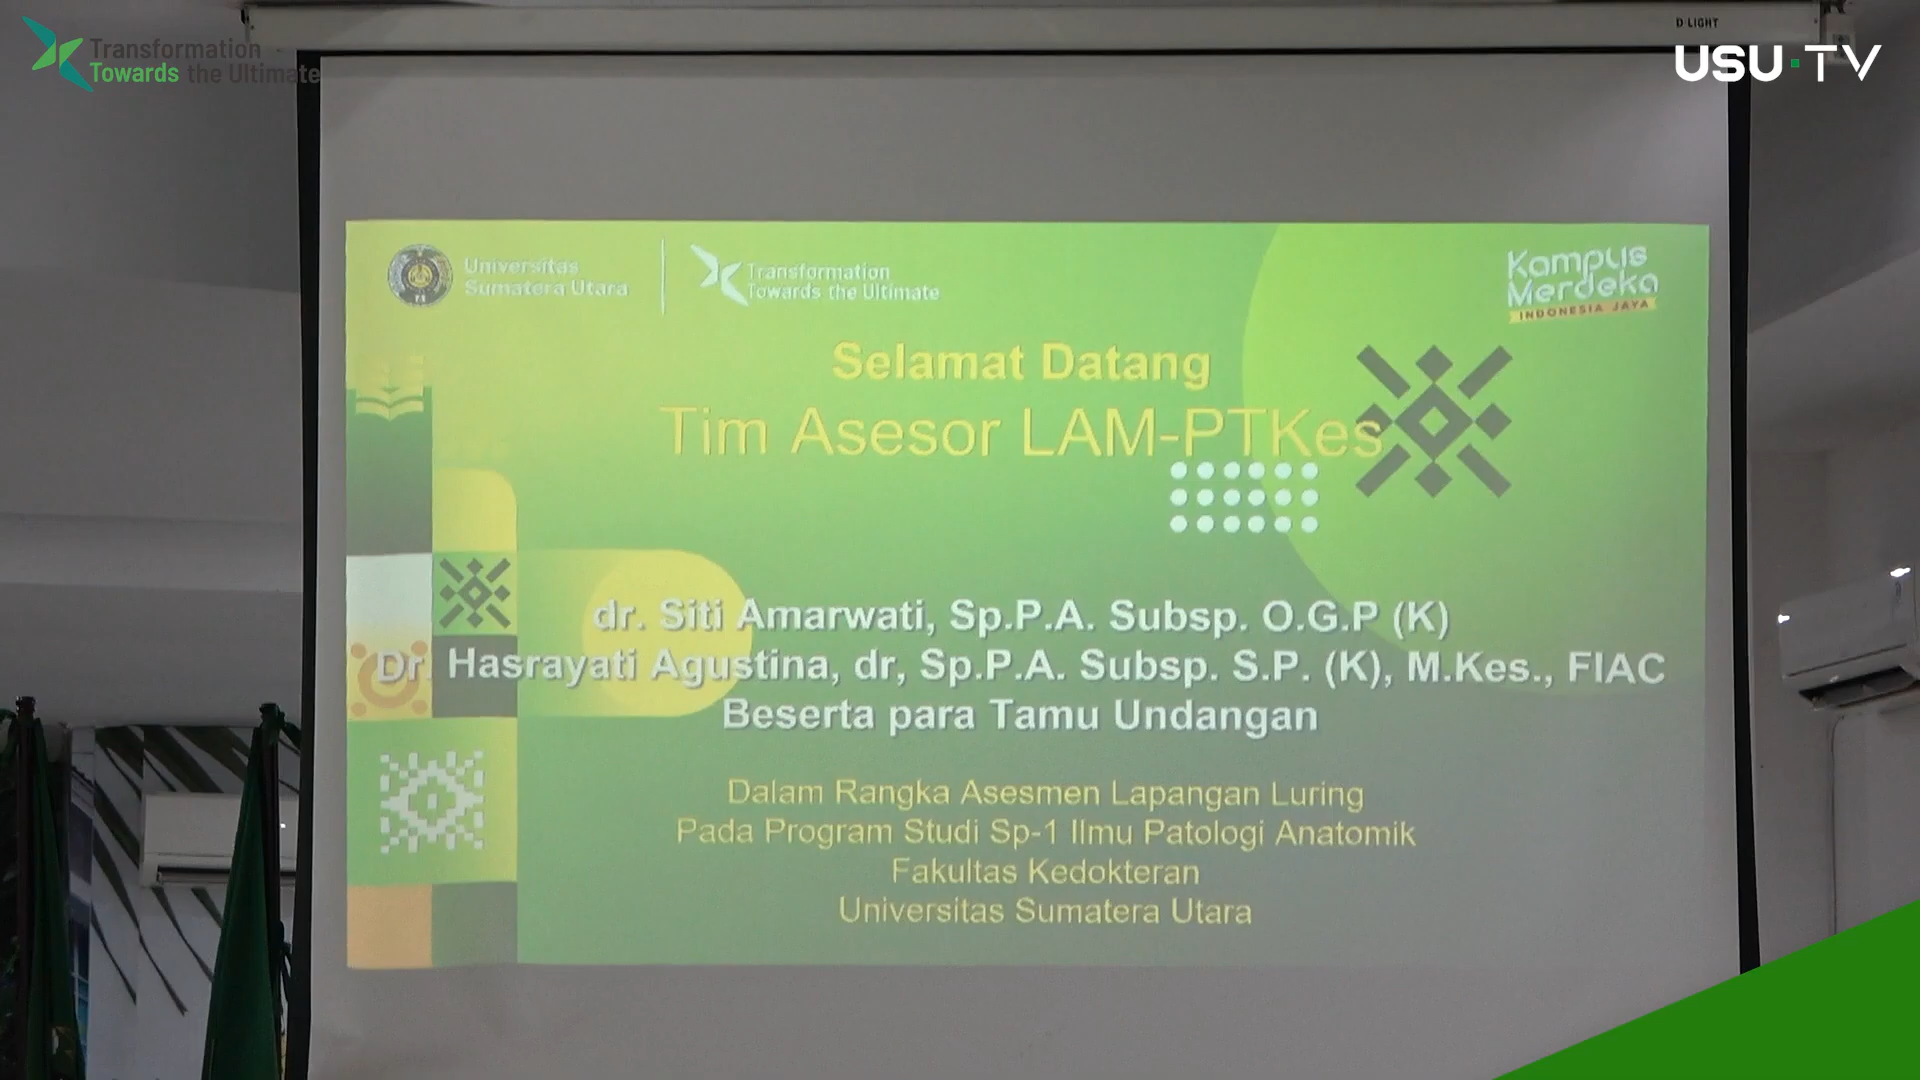 D·LIGHT
Transformation
Towards the Ultimate
USU·TV
Universitas
Sumatera Utara
Transformation
Towards the Ultimate
Kampus
Merdeka
INDONESIA JAYA
Selamat Datang
Tim Asesor LAM-PTKes
dr. Siti Amarwati, Sp.P.A. Subsp. O.G.P (K)
Dr. Hasrayati Agustina, dr, Sp.P.A. Subsp. S.P. (K), M.Kes., FIAC
Beserta para Tamu Undangan
Dalam Rangka Asesmen Lapangan Luring
Pada Program Studi Sp-1 Ilmu Patologi Anatomik
Fakultas Kedokteran
Universitas Sumatera Utara